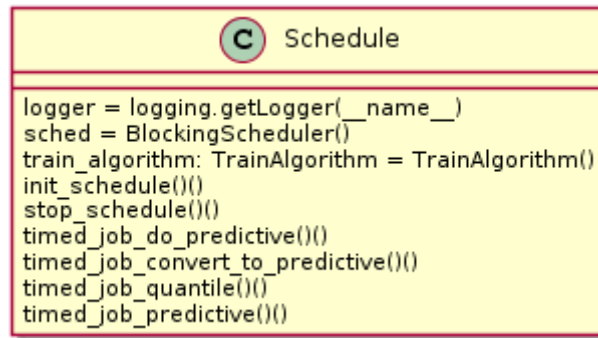 C Schedule
logger = logging.getLogger(__name__)
sched = BlockingScheduler()
train_algorithm: TrainAlgorithm = TrainAlgorithm()
init_schedule()()
stop_schedule()()
timed_job_do_predictive()()
timed_job_convert_to_predictive()()
timed_job_quantile()()
timed_job_predictive()()